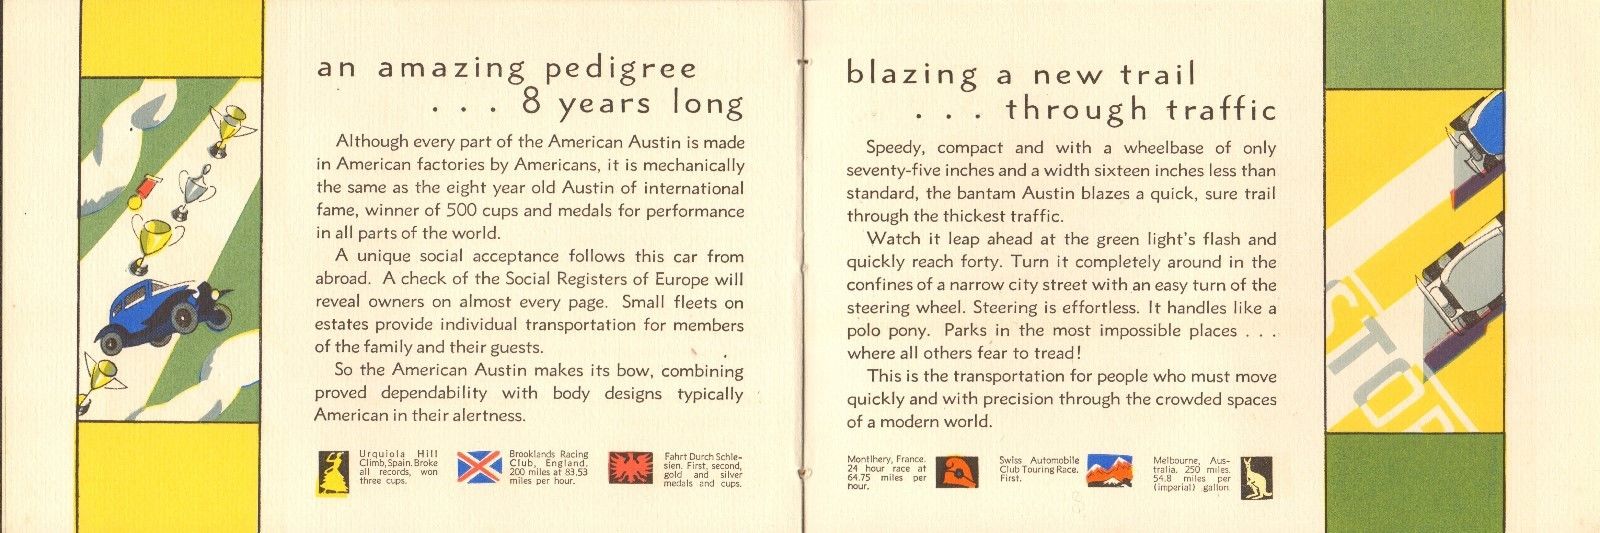 an amazing pedigree
. . . 8 years long
Although every part of the American Austin is made
in American factories by Americans, it is mechanically
the same as the eight year old Austin of international
fame, winner of 500 cups and medals for performance
in all parts of the world.
A unique social acceptance follows this car from
abroad. A check of the Social Registers of Europe will
reveal owners on almost every page. Small fleets on
estates provide individual transportation for members
of the family and their guests.
So the American Austin makes its bow, combining
proved dependability with body designs typically
American in their alertness.
Urquiola Hill
Climb, Spain. Broke
all records, won
three cups.
Brooklands Racing
Club, England.
200 miles at 83.53
miles per hour.
Fahrt Durch Schle-
sien. First, second,
gold and silver
medals and cups.
blazing a new trail
. . . through traffic
Speedy, compact and with a wheelbase of only
seventy-five inches and a width sixteen inches less than
standard, the bantam Austin blazes a quick, sure trail
through the thickest traffic.
Watch it leap ahead at the green light's flash and
quickly reach forty. Turn it completely around in the
confines of a narrow city street with an easy turn of the
steering wheel. Steering is effortless. It handles like a
polo pony. Parks in the most impossible places . . .
where all others fear to tread!
This is the transportation for people who must move
quickly and with precision through the crowded spaces
of a modern world.
Montlhery, France.
24 hour race at
64.75 miles per
hour.
Swiss Automobile
Club Touring Race.
First.
Melbourne, Aus-
tralia. 250 miles.
54.8 miles per
(imperial) gallon.
STOP